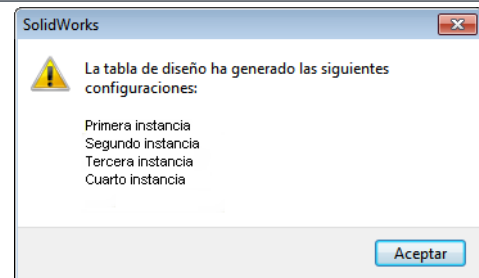 SolidWorks
La tabla de diseño ha generado las siguientes
configuraciones:
Primera instancia
Segundo instancia
Tercera instancia
Cuarto instancia
Aceptar